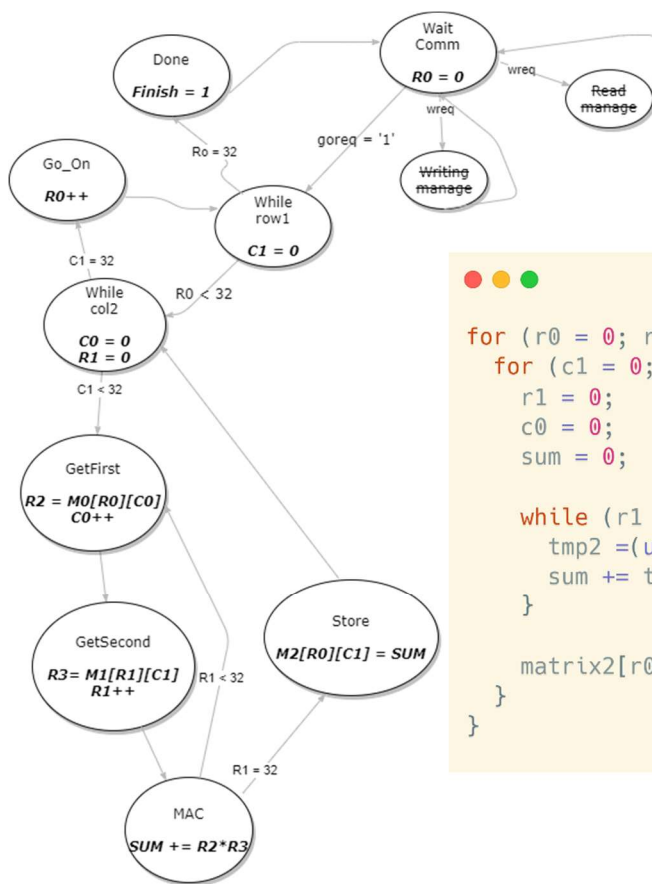 Wait
Comm
R0 = 0
Done
Finish = 1
wreq
Read
manage
wreq
Writing
manage
goreq = '1'
Ro = 32
Go_On
R0++
While
row1
C1 = 0
C1 = 32
R0 < 32
While
col2
C0 = 0
R1 = 0
C1 < 32
GetFirst
R2 = M0[R0][C0]
C0++
GetSecond
R3= M1[R1][C1]
R1++
R1 < 32
Store
M2[R0][C1] = SUM
R1 = 32
MAC
SUM += R2*R3
for (r0 = 0; r
for (c1 = 0;
r1 = 0;
c0 = 0;
sum = 0;
while (r1
tmp2 =(u
sum += t
}
matrix2[r0
}
}